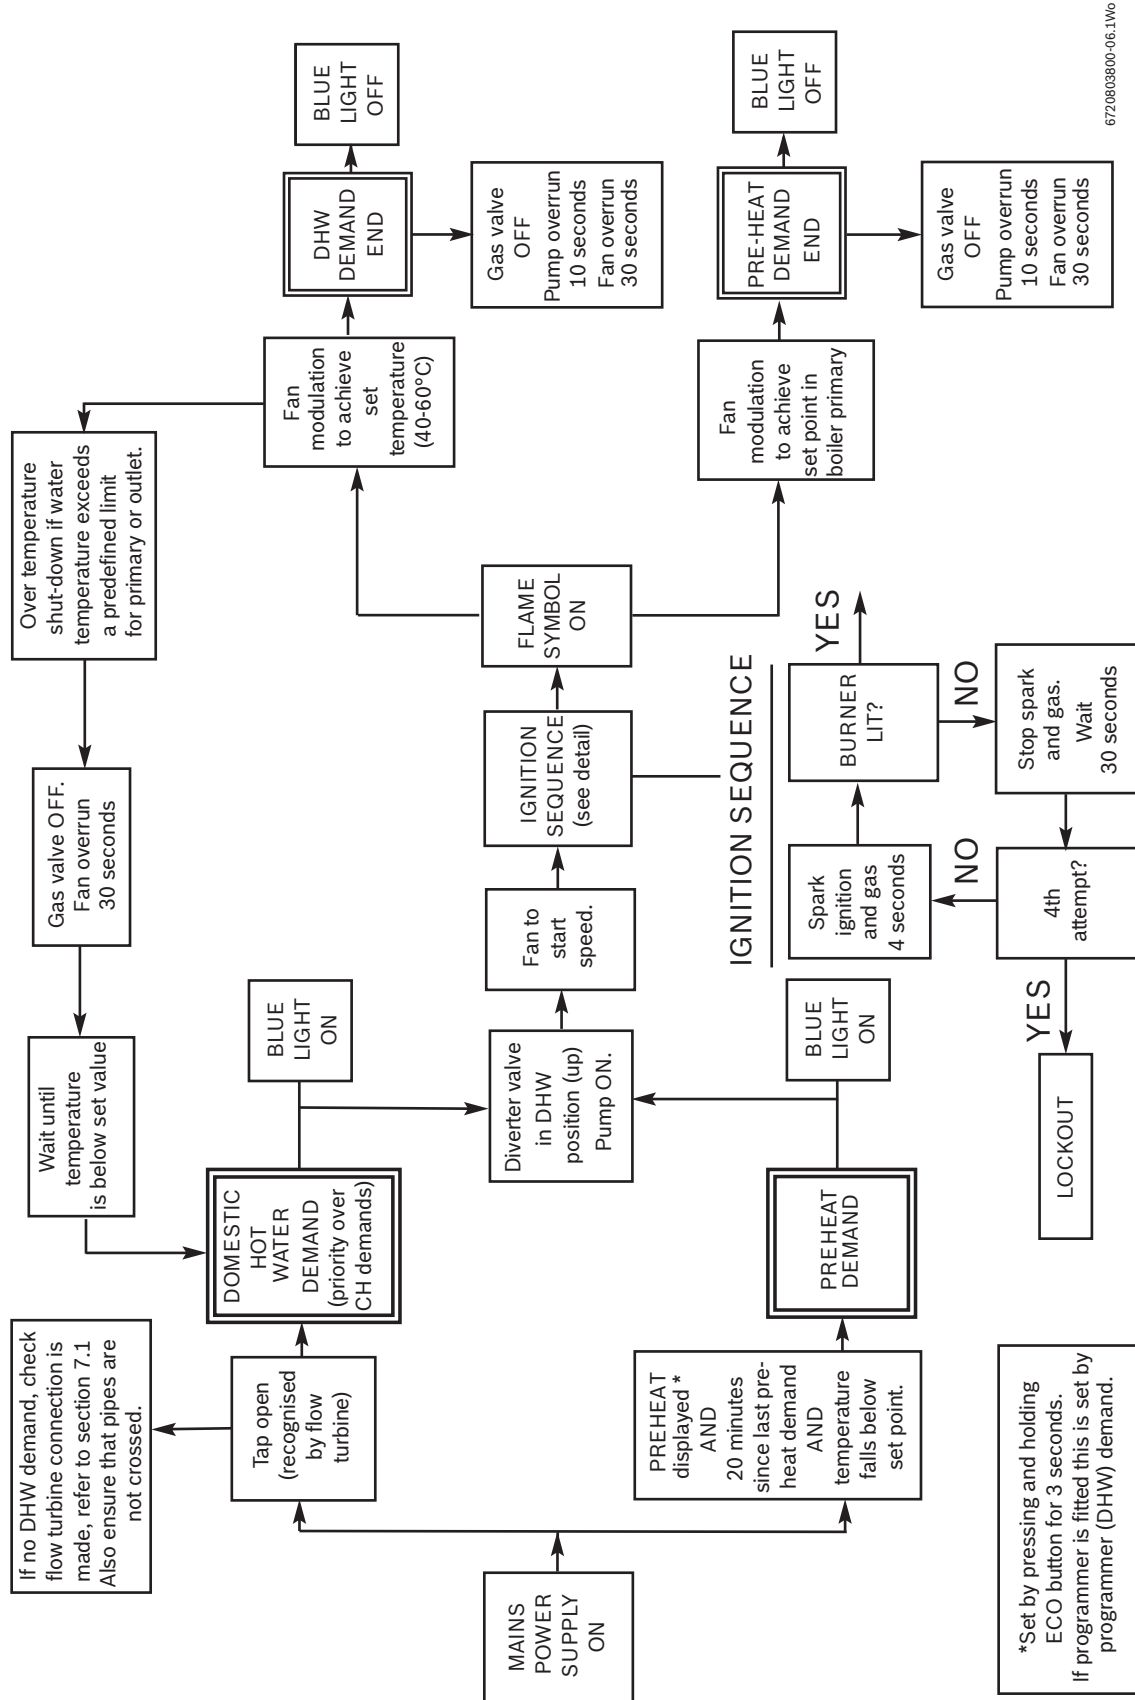 MAINS
POWER
SUPPLY
ON
If no DHW demand, check
flow turbine connection is
made, refer to section 7.1
Also ensure that pipes are
not crossed.
Tap open
(recognised
by flow
turbine)
DOMESTIC
HOT
WATER
DEMAND
(priority over
CH demands)
BLUE
LIGHT
ON
Wait until
temperature
is below set value
Gas valve OFF.
Fan overrun
30 seconds
Over temperature
shut-down if water
temperature exceeds
a predefined limit
for primary or outlet.
PREHEAT
displayed *
AND
20 minutes
since last pre-
heat demand
AND
temperature
falls below
set point.
PREHEAT
DEMAND
BLUE
LIGHT
ON
Diverter valve
in DHW
position (up)
Pump ON.
Fan to
start
speed.
IGNITION
SEQUENCE
(see detail)
FLAME
SYMBOL
ON
Fan
modulation
to achieve
set
temperature
(40-60°C)
DHW
DEMAND
END
BLUE
LIGHT
OFF
Gas valve
OFF
Pump overrun
10 seconds
Fan overrun
30 seconds
Fan
modulation
to achieve
set point in
boiler primary
PRE-HEAT
DEMAND
END
BLUE
LIGHT
OFF
Gas valve
OFF
Pump overrun
10 seconds
Fan overrun
30 seconds
IGNITION SEQUENCE
Spark
ignition
and gas
4 seconds
BURNER
LIT?
YES
NO
Stop spark
and gas.
Wait
30 seconds
4th
attempt?
NO
YES
LOCKOUT
*Set by pressing and holding
ECO button for 3 seconds.
If programmer is fitted this is set by
programmer (DHW) demand.
6720803800-06.1Wo